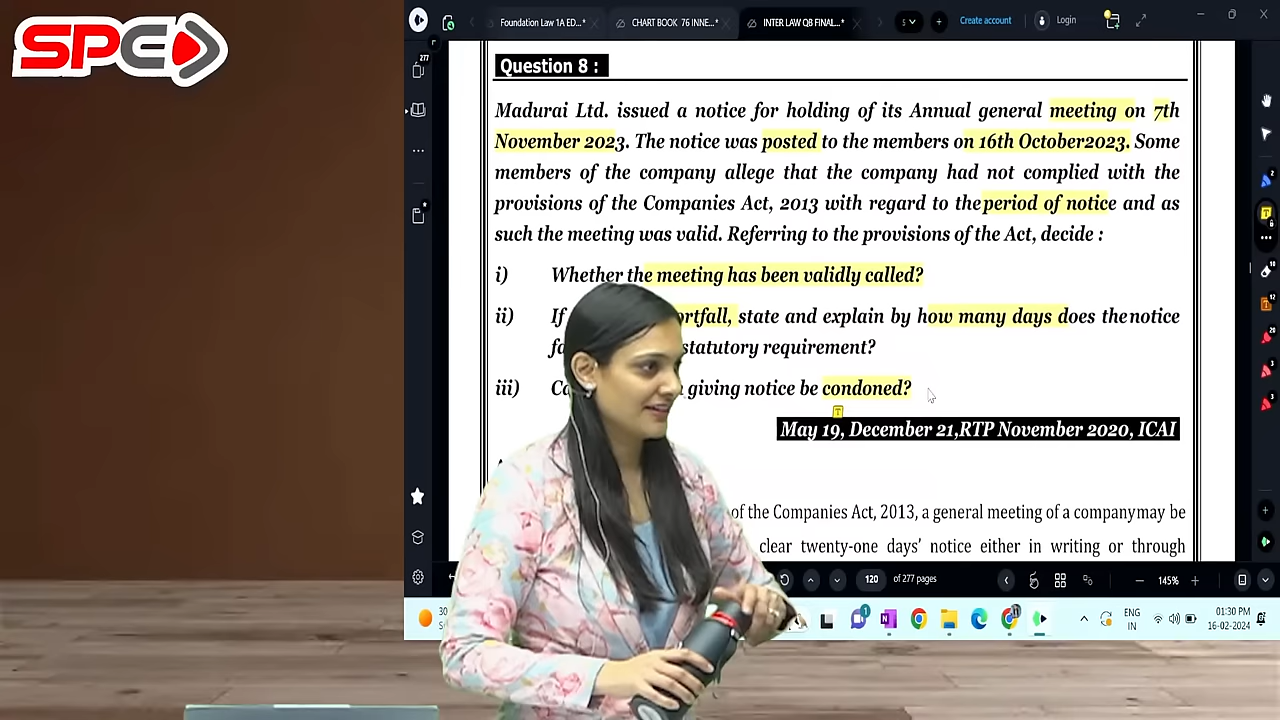 SPC
Foundation Law 1A ED...*
CHART BOOK 76 INNE...*
INTER LAW QB FINAL...*
5
Create account
Login
277
Question 8 :
Madurai Ltd. issued a notice for holding of its Annual general meeting on 7th
November 2023. The notice was posted to the members on 16th October2023. Some
members of the company allege that the company had not complied with the
provisions of the Companies Act, 2013 with regard to the period of notice and as
such the meeting was valid. Referring to the provisions of the Act, decide :
i) Whether the meeting has been validly called?
ii) If ortfall, state and explain by how many days does the notice
fa statutory requirement?
iii) Ca giving notice be condoned?
May 19, December 21,RTP November 2020, ICAI
of the Companies Act, 2013, a general meeting of a company may be
clear twenty-one days' notice either in writing or through
120 of 277 pages
145%
30
ENG
IN
01:30 PM
16-02-2024